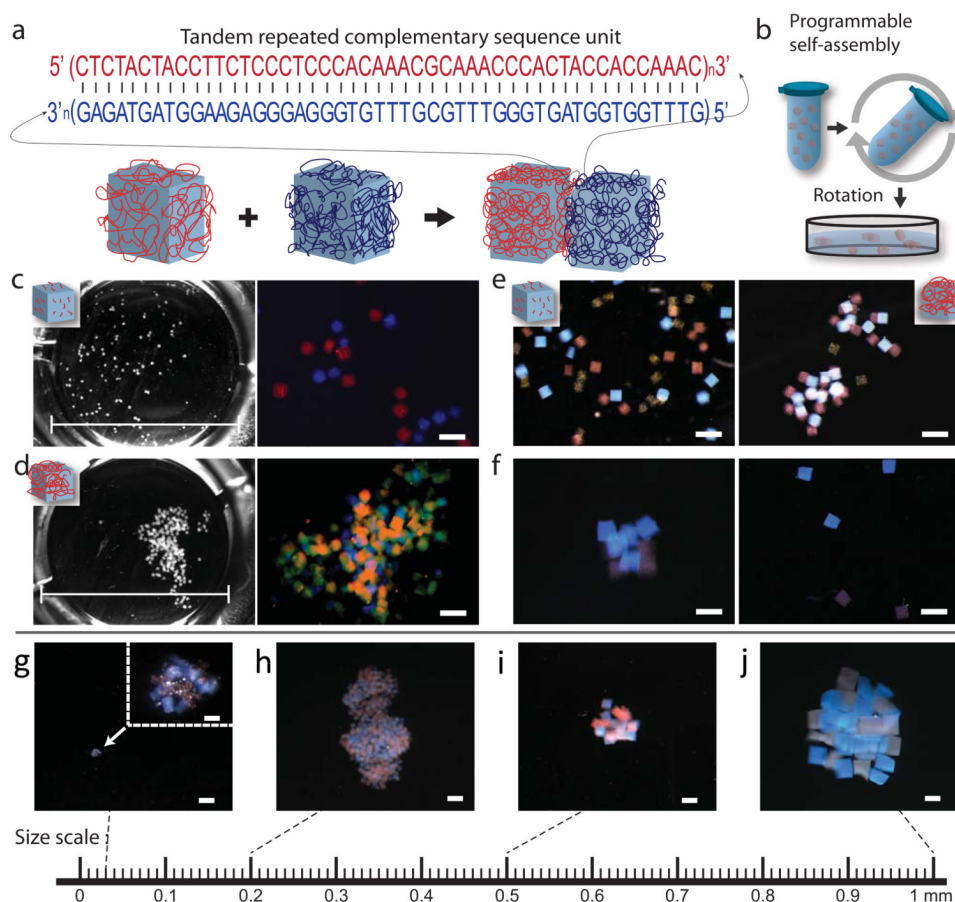 a
Tandem repeated complementary sequence unit
5' (CTCTACTACCTTCTCCCTCCCACAAACGCAAACCCACTACCACCAAAC)n3'
3'n(GAGATGATGGAAGAGGGAGGGTGTTTGCGTTTGGGTGATGGTGGTTTG) 5'
b
Programmable
self-assembly
Rotation
c
d
e
f
g
h
i
j
Size scale :
0 0.1 0.2 0.3 0.4 0.5 0.6 0.7 0.8 0.9 1 mm